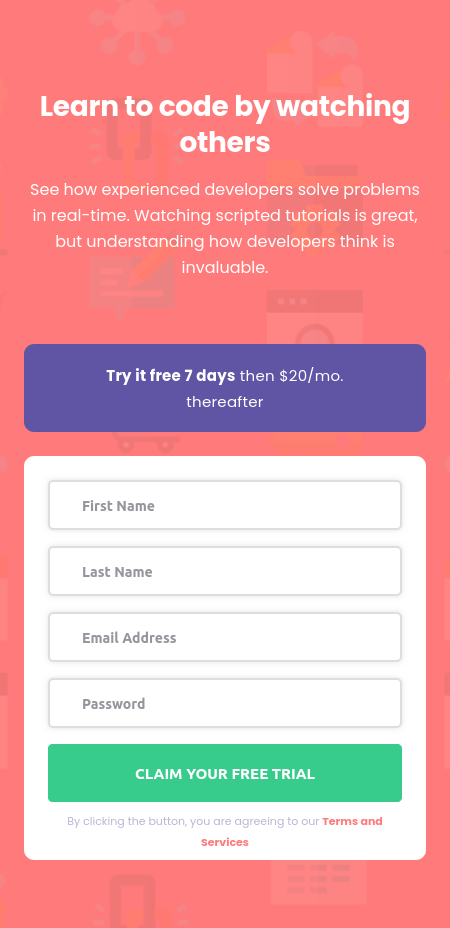 Learn to code by watching
others
See how experienced developers solve problems
in real-time. Watching scripted tutorials is great,
but understanding how developers think is
invaluable.
Try it free 7 days then $20/mo.
thereafter
First Name
Last Name
Email Address
Password
CLAIM YOUR FREE TRIAL
By clicking the button, you are agreeing to our Terms and
Services